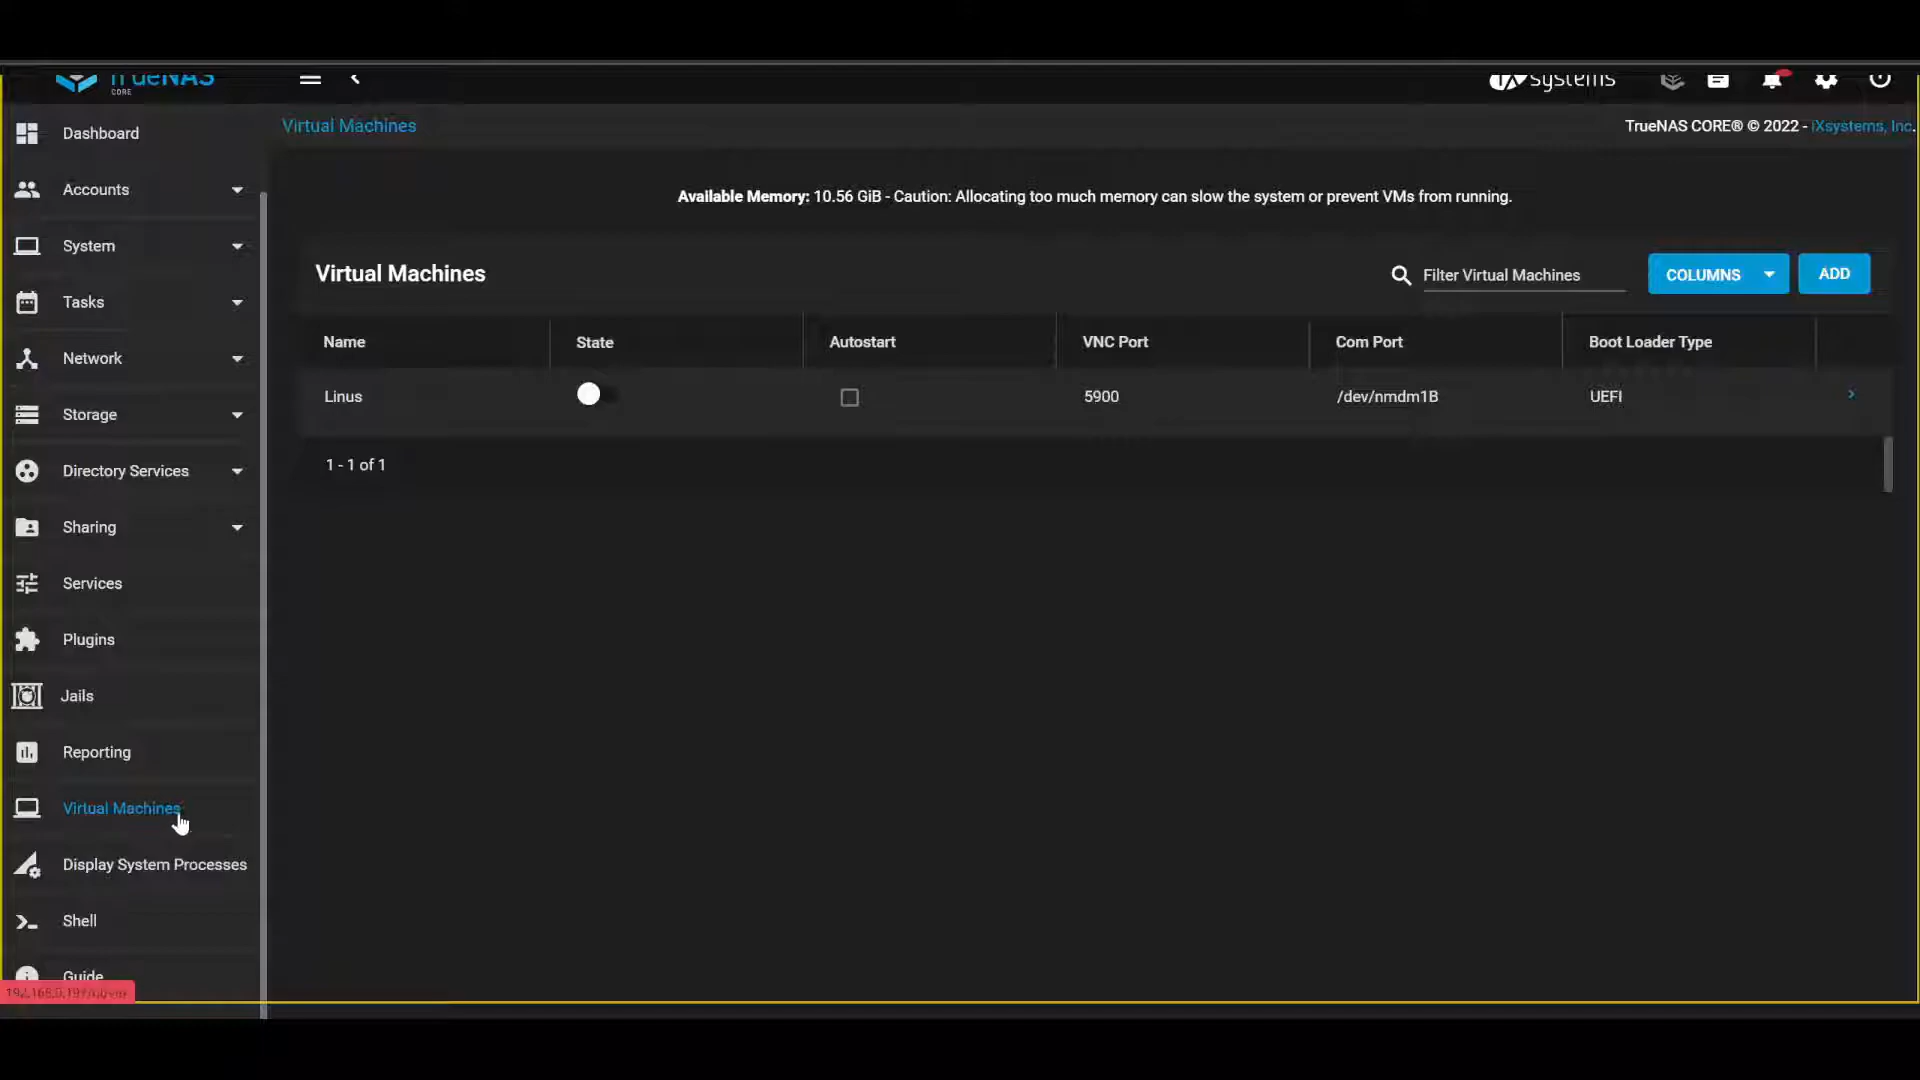 TrueNAS
CORE
systems
Virtual Machines
TrueNAS CORE® © 2022 - iXsystems, Inc.
Available Memory: 10.56 GiB - Caution: Allocating too much memory can slow the system or prevent VMs from running.
Virtual Machines
Filter Virtual Machines
COLUMNS
ADD
Name
State
Autostart
VNC Port
Com Port
Boot Loader Type
Linus
5900
/dev/nmdm1B
UEFI
1 - 1 of 1
Dashboard
Accounts
System
Tasks
Network
Storage
Directory Services
Sharing
Services
Plugins
Jails
Reporting
Virtual Machines
Display System Processes
Shell
Guide